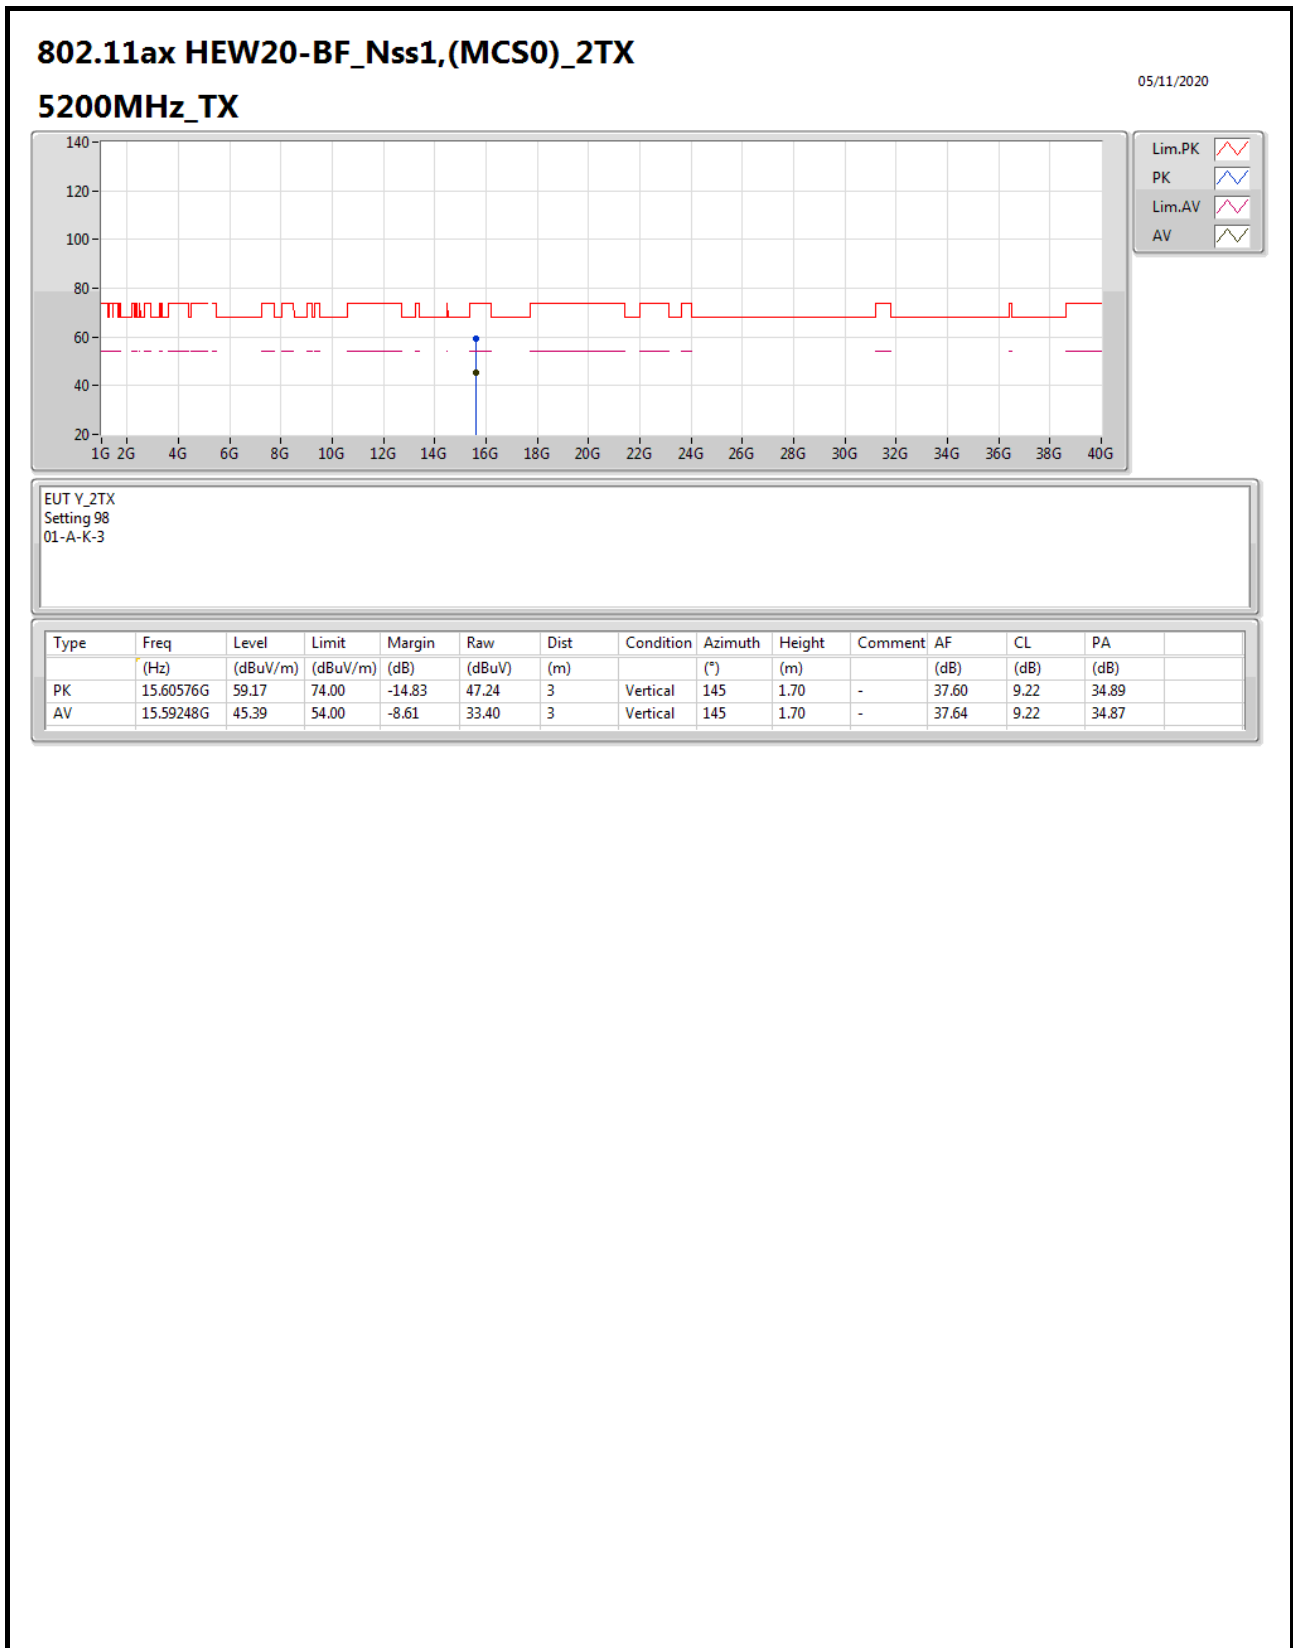 802.11ax HEW20-BF_Nss1,(MCS0)_2TX
05/11/2020
5200MHz_TX
140
120
100
80
60
40
20
1G 2G 4G 6G 8G 10G 12G 14G 16G 18G 20G 22G 24G 26G 28G 30G 32G 34G 36G 38G 40G
Lim.PK
PK
Lim.AV
AV
EUT Y_2TX
Setting 98
01-A-K-3
Type Freq Level Limit Margin Raw Dist Condition Azimuth Height Comment AF CL PA
(Hz) (dBuV/m) (dBuV/m) (dB) (dBuV) (m) (°) (m) (dB) (dB) (dB)
PK 15.60576G 59.17 74.00 -14.83 47.24 3 Vertical 145 1.70 - 37.60 9.22 34.89
AV 15.59248G 45.39 54.00 -8.61 33.40 3 Vertical 145 1.70 - 37.64 9.22 34.87